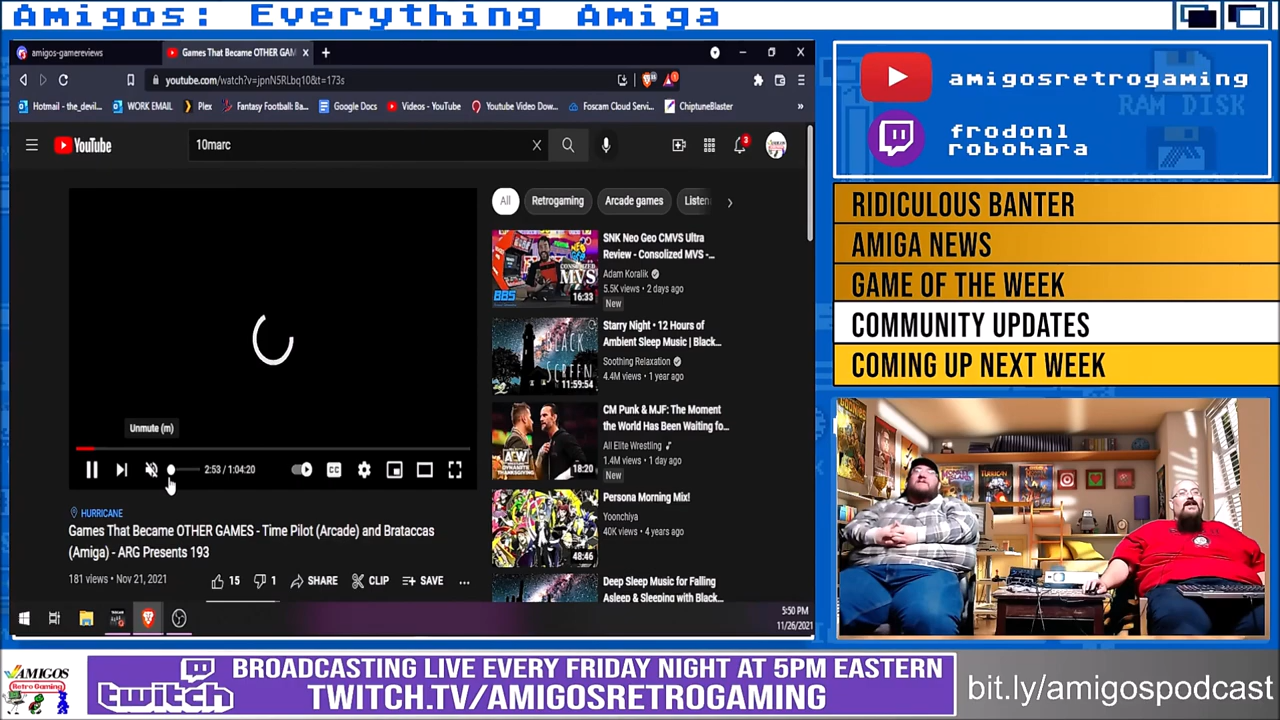 Amigos: Everything Amiga
amigos-gamereviews
Games That Became OTHER GAM
youtube.com/watch?v=jpnN5RLbq10&t=173s
Hotmail - the_devil...
WORK EMAIL
Plex
Fantasy Football: Ba...
Google Docs
Videos - YouTube
Youtube Video Dow...
Foscam Cloud Servi...
ChiptuneBlaster
YouTube
10marc
3
All
Retrogaming
Arcade games
Listen
SNK Neo Geo CMVS Ultra
Review - Consolized MVS -...
Adam Koralik
5.5K views • 2 days ago
New
BBS
MVS
16:33
Starry Night • 12 Hours of
Ambient Sleep Music | Black...
Soothing Relaxation
4.4M views • 1 year ago
BLACK
SCREEN
11:59:54
CM Punk & MJF: The Moment
the World Has Been Waiting fo...
All Elite Wrestling
1.4M views • 2 days ago
New
18:20
Persona Morning Mix!
Yoonchiya
40K views • 4 years ago
48:46
Deep Sleep Music for Falling
Asleep & Sleeping with Black...
Unmute (m)
2:53 / 1:04:20
CC
HURRICANE
Games That Became OTHER GAMES - Time Pilot (Arcade) and Brataccas
(Amiga) - ARG Presents 193
181 views • Nov 21, 2021
15
1
SHARE
CLIP
SAVE
5:50 PM
11/26/2021
amigosretrogaming
RAM DISK
frodon1
robohara
RIDICULOUS BANTER
AMIGA NEWS
GAME OF THE WEEK
COMMUNITY UPDATES
COMING UP NEXT WEEK
AMIGOS
Retro Gaming
twitch
BROADCASTING LIVE EVERY FRIDAY NIGHT AT 5PM EASTERN
TWITCH.TV/AMIGOSRETROGAMING
bit.ly/amigospodcast